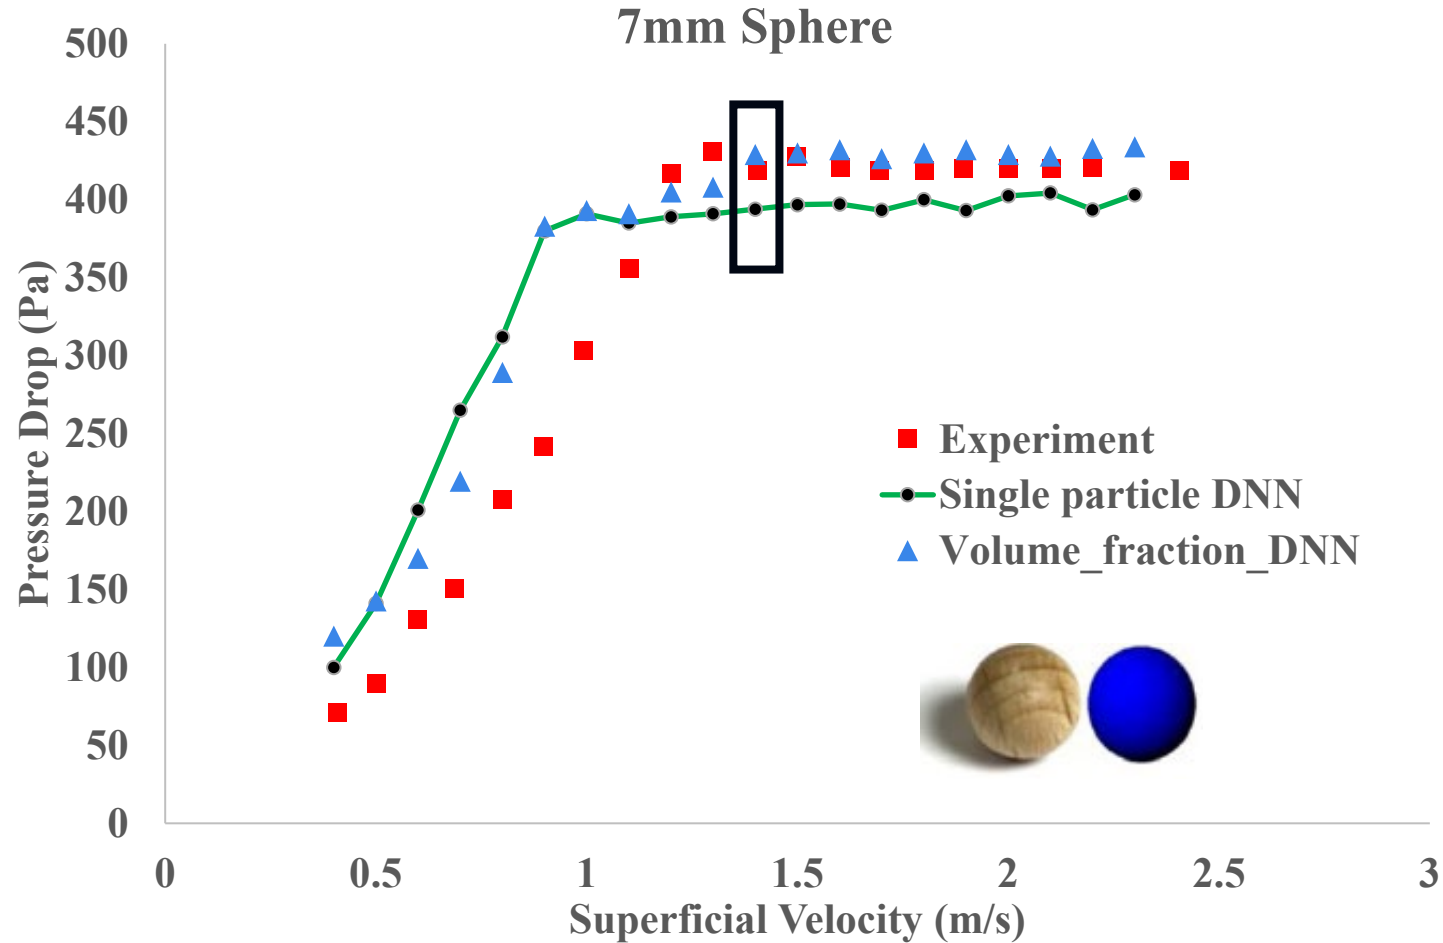 7mm Sphere
500
450
400
350
300
250
200
150
100
50
0
Pressure Drop (Pa)
Experiment
Single particle DNN
Volume_fraction_DNN
0 0.5 1 1.5 2 2.5 3
Superficial Velocity (m/s)